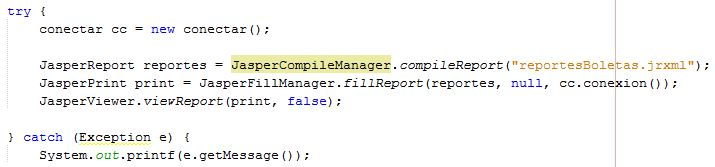 try {
conectar cc = new conectar();
JasperReport reportes = JasperCompileManager.compileReport("reportesBoletas.jrxml");
JasperPrint print = JasperFillManager.fillReport(reportes, null, cc.conexion());
JasperViewer.viewReport(print, false);
} catch (Exception e) {
System.out.printf(e.getMessage());